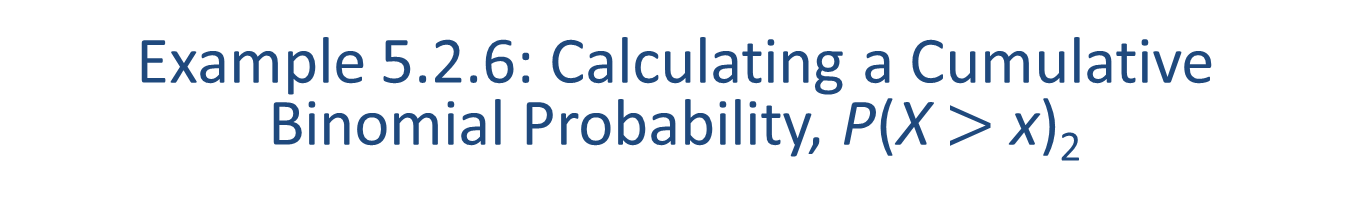 Example 5.2.6: Calculating a Cumulative
Binomial Probability, P(X > x)₂